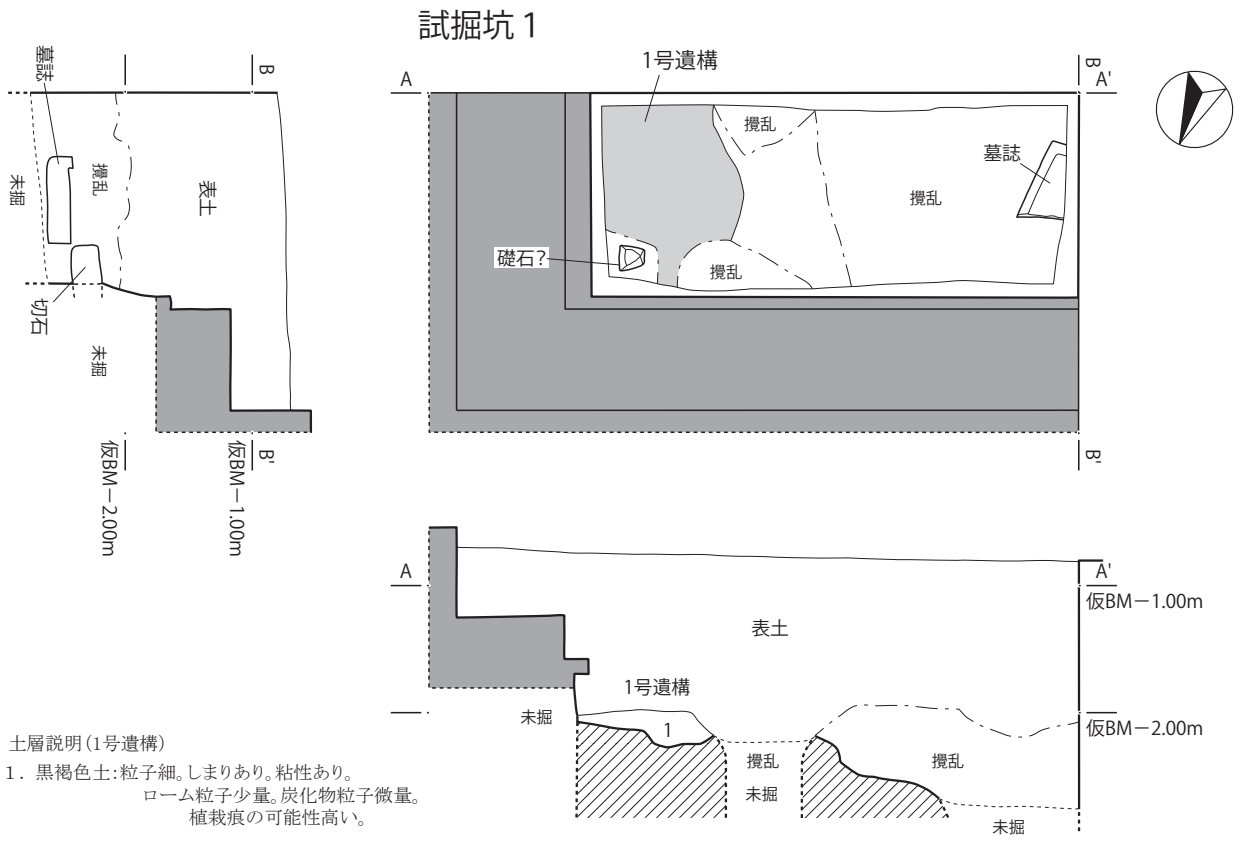 試掘坑 1
墓誌
B
攪乱
表土
未掘
切石
未掘
仮BM−2.00m
仮BM−1.00m
B'
A
1号遺構
B
A'
攪乱
墓誌
攪乱
礎石?
攪乱
B'
A
A'
仮BM−1.00m
表土
1号遺構
未掘
1
仮BM−2.00m
攪乱
攪乱
未掘
未掘
土層説明(1号遺構)
1. 黒褐色土:粒子細。しまりあり。粘性あり。
ローム粒子少量。炭化物粒子微量。
植栽痕の可能性高い。